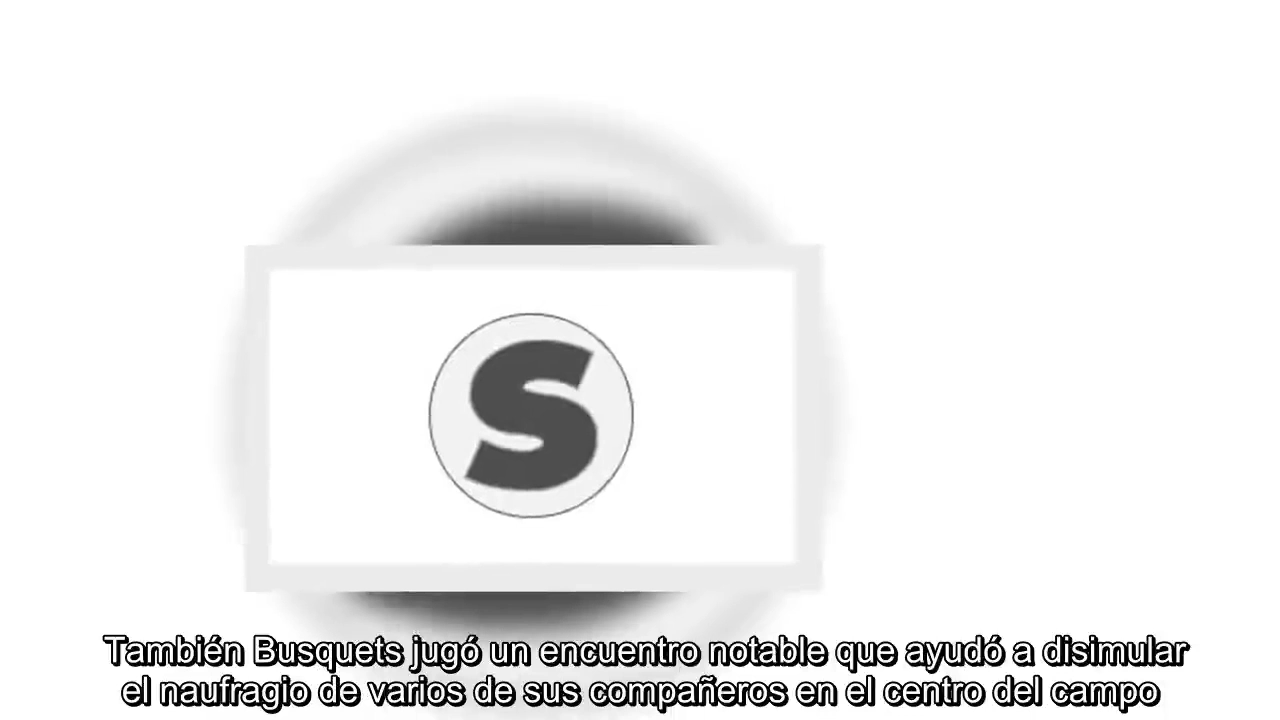 S
También Busquets jugó un encuentro notable que ayudó a disimular
el naufragio de varios de sus compañeros en el centro del campo